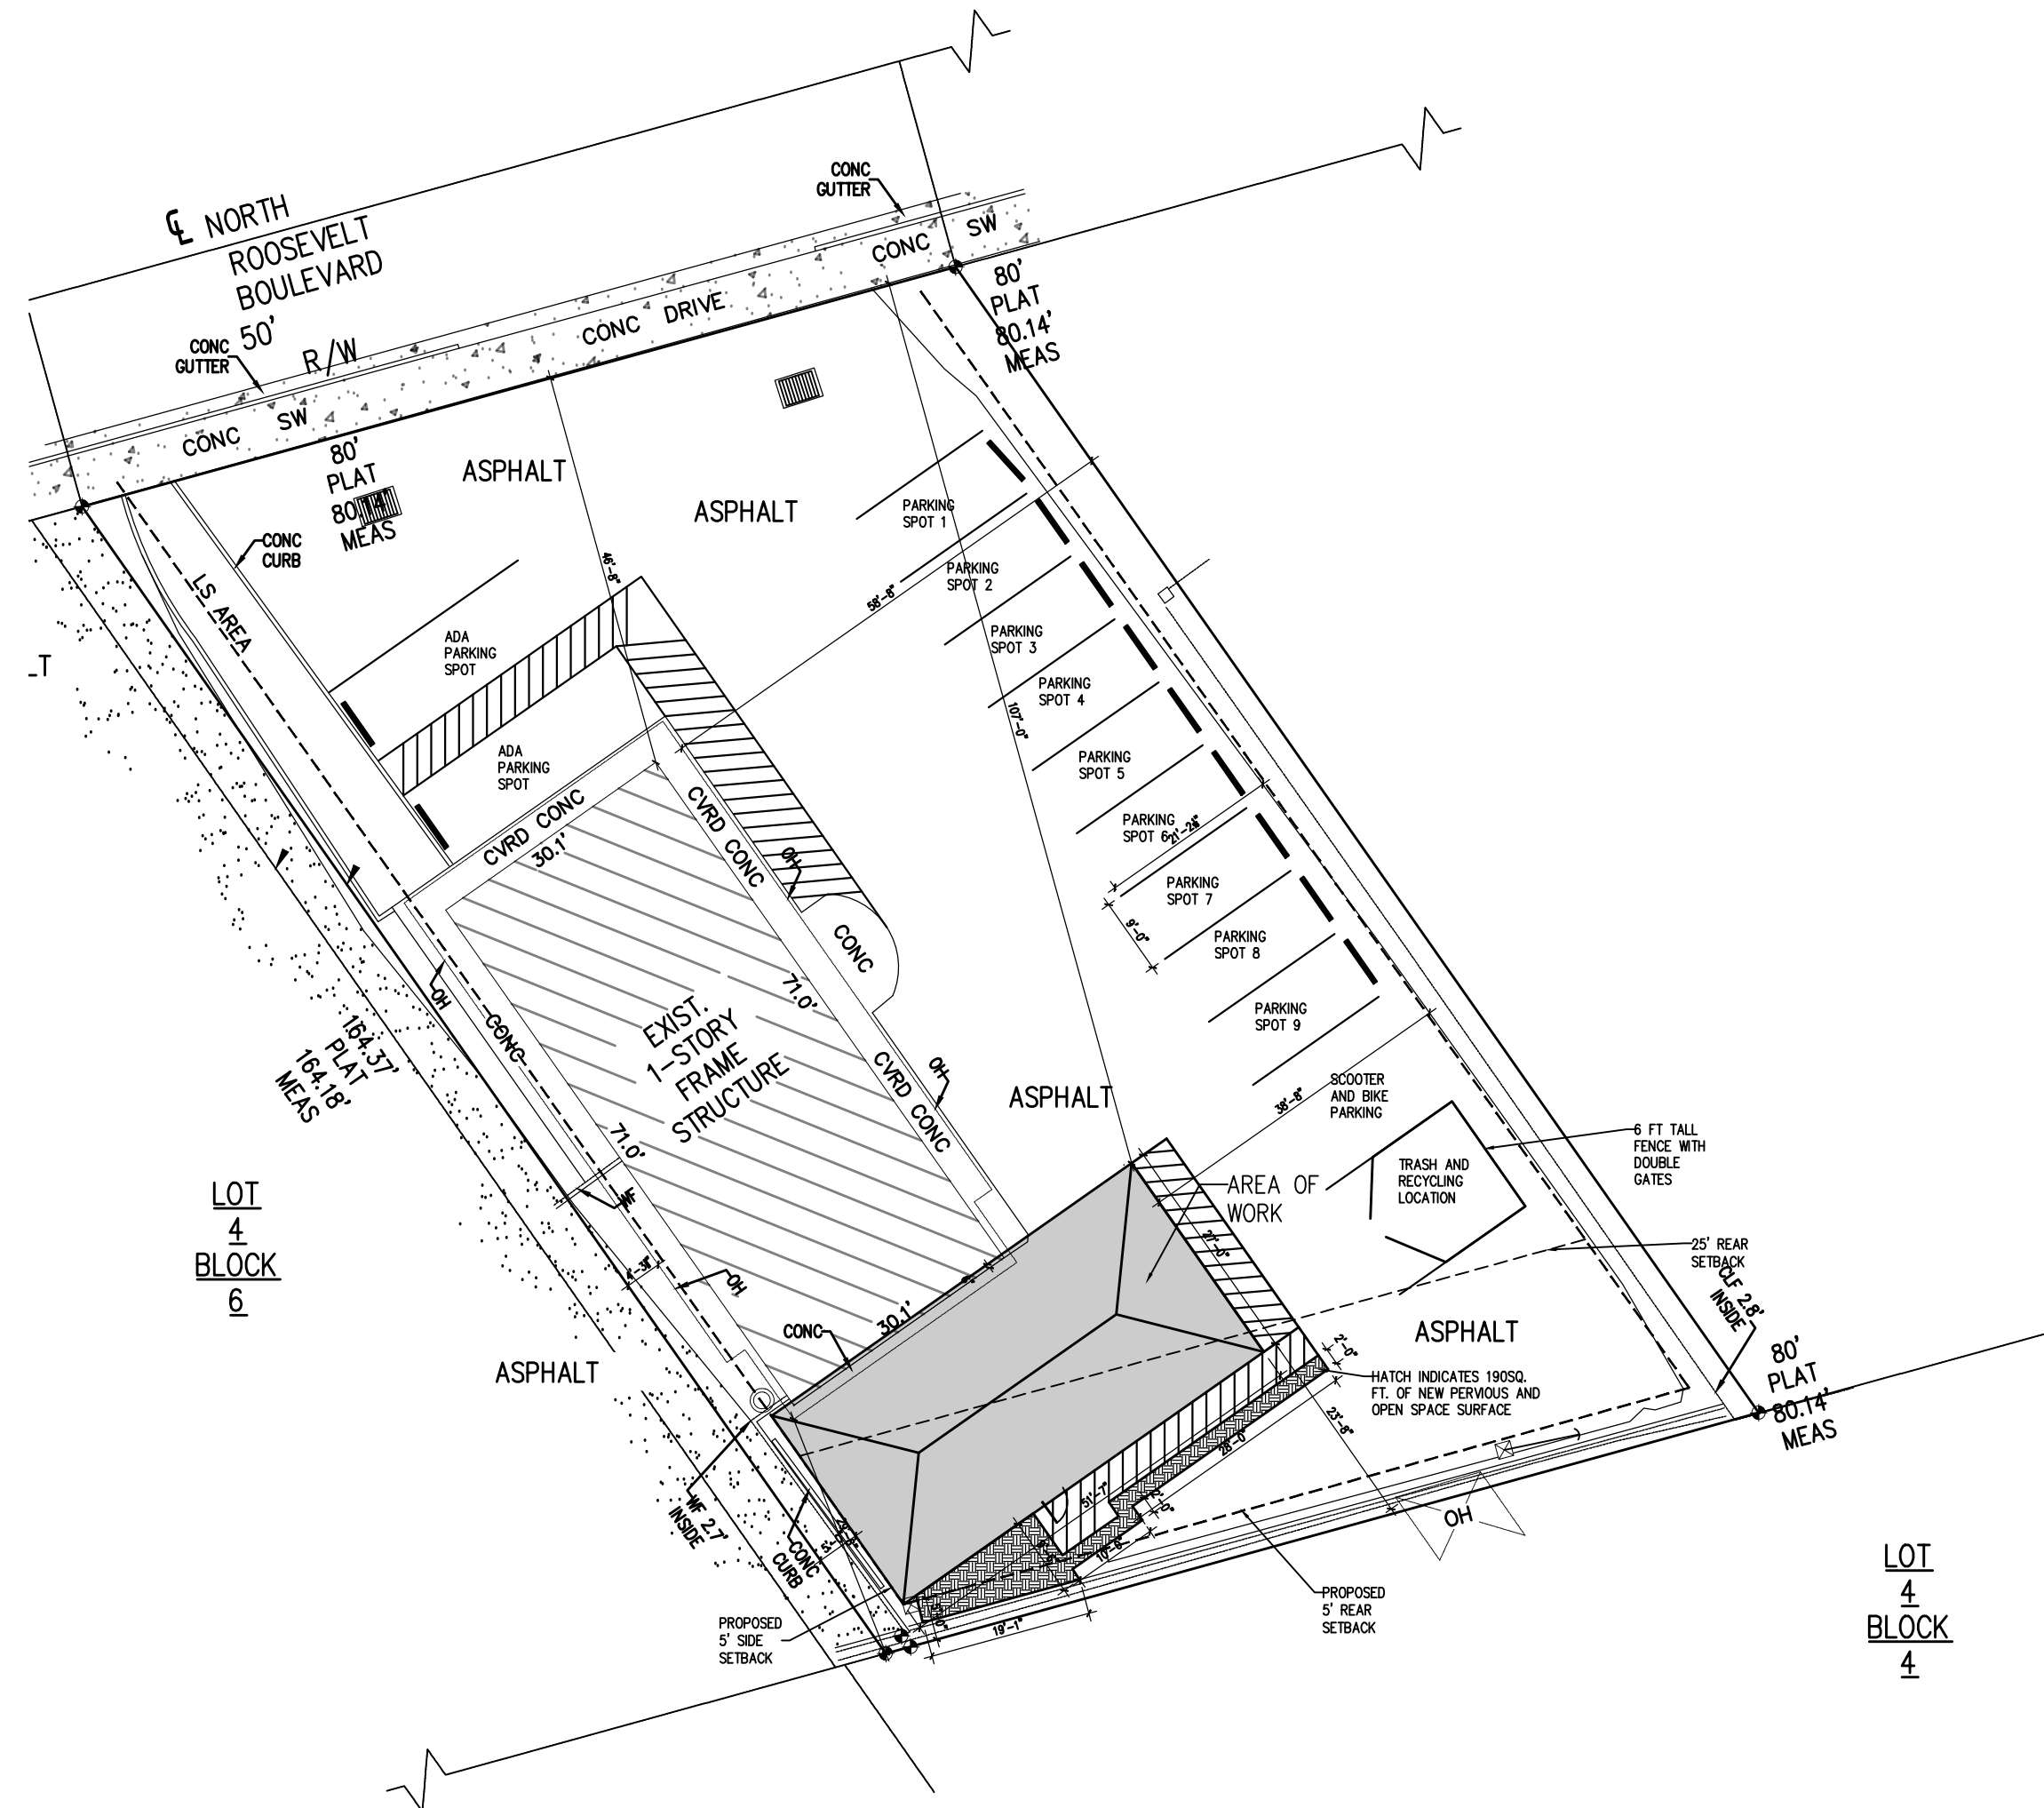 CONC
GUTTER
CONC SW
℄ NORTH
ROOSEVELT
BOULEVARD
50'
R/W
CONC
GUTTER
CONC DRIVE
CONC SW
80'
PLAT
80.14'
MEAS
80'
PLAT
80.14'
MEAS
ASPHALT
ASPHALT
CONC
CURB
LS AREA
PARKING
SPOT 1
PARKING
SPOT 2
PARKING
SPOT 3
PARKING
SPOT 4
PARKING
SPOT 5
PARKING
SPOT 6
PARKING
SPOT 7
PARKING
SPOT 8
PARKING
SPOT 9
46'-8"
58'-8"
107'-0"
9'-0"
38'-8"
ADA
PARKING
SPOT
ADA
PARKING
SPOT
CVRD CONC
30.1'
CVRD CONC
OH
CONC
71.0'
EXIST.
1-STORY
FRAME
STRUCTURE
CVRD CONC
OH
OH
CONC
71.0'
WF
OH
164.37'
PLAT
164.18'
MEAS
LOT
4
BLOCK
6
ASPHALT
ASPHALT
SCOOTER
AND BIKE
PARKING
TRASH AND
RECYCLING
LOCATION
6 FT TALL
FENCE WITH
DOUBLE
GATES
AREA OF
WORK
25' REAR
SETBACK
CLF 2.8'
INSIDE
ASPHALT
80'
PLAT
80.14'
MEAS
HATCH INDICATES 190SQ.
FT. OF NEW PERVIOUS AND
OPEN SPACE SURFACE
CONC
30.1'
27'-0"
2'-0"
23'-8"
28'-0"
51'-7"
2'-0"
10'-0"
19'-1"
WF 2.7'
INSIDE
CONC
CURB
PROPOSED
5' SIDE
SETBACK
PROPOSED
5' REAR
SETBACK
OH
LOT
4
BLOCK
4